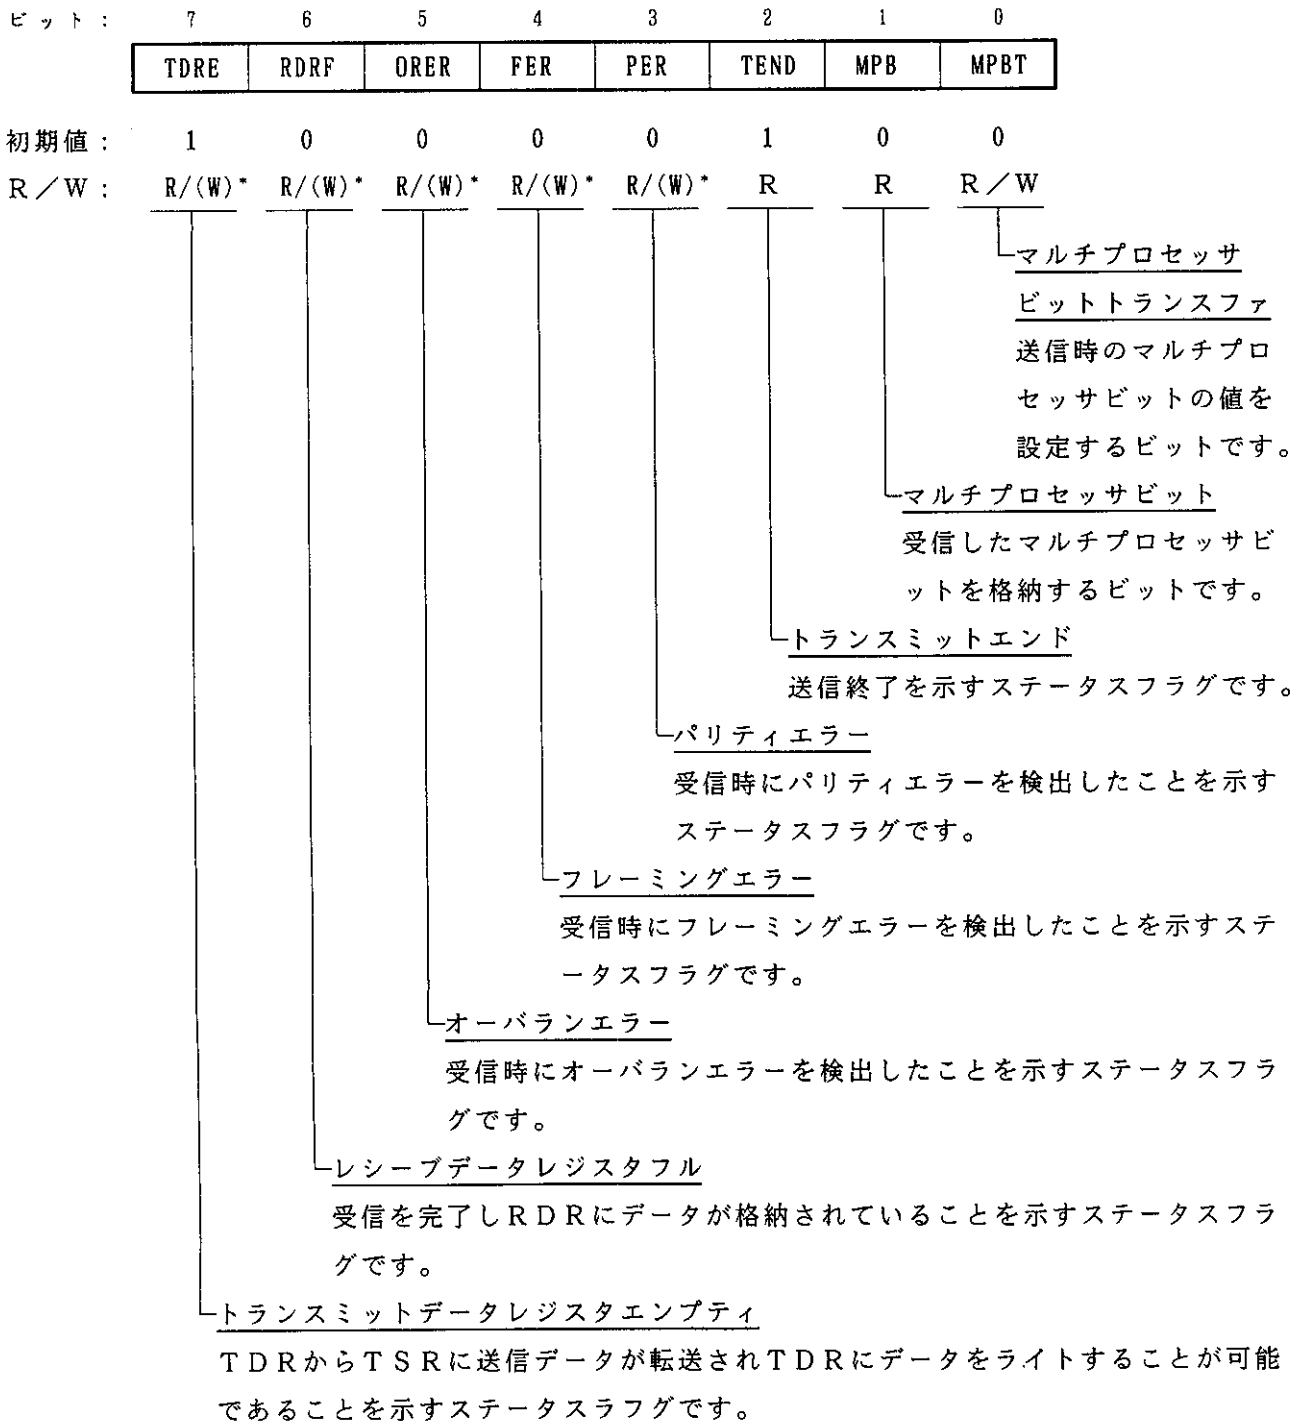 ビット: 7 6 5 4 3 2 1 0
TDRE RDRF ORER FER PER TEND MPB MPBT
初期値: 1 0 0 0 0 1 0 0
R/W: R/(W)* R/(W)* R/(W)* R/(W)* R/(W)* R R R/W
マルチプロセッサ
ビットトランスファ
送信時のマルチプロ
セッサビットの値を
設定するビットです。
マルチプロセッサビット
受信したマルチプロセッサビ
ットを格納するビットです。
トランスミットエンド
送信終了を示すステータスフラグです。
パリティエラー
受信時にパリティエラーを検出したことを示す
ステータスフラグです。
フレーミングエラー
受信時にフレーミングエラーを検出したことを示すステ
ータスフラグです。
オーバランエラー
受信時にオーバランエラーを検出したことを示すステータスフラ
グです。
レシーブデータレジスタフル
受信を完了しRDRにデータが格納されていることを示すステータスフラ
グです。
トランスミットデータレジスタエンプティ
TDRからTSRに送信データが転送されTDRにデータをライトすることが可能
であることを示すステータスラフグです。